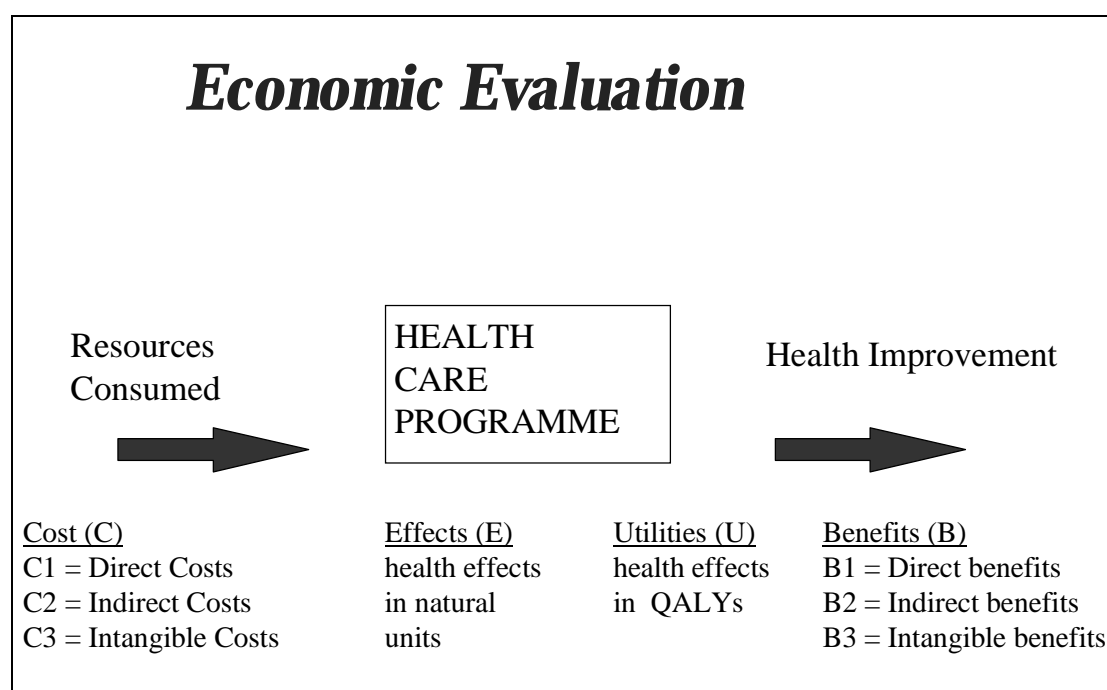 Economic Evaluation
Resources
Consumed
HEALTH
CARE
PROGRAMME
Health Improvement
Cost (C)
C1 = Direct Costs
C2 = Indirect Costs
C3 = Intangible Costs
Effects (E)
health effects
in natural
units
Utilities (U)
health effects
in QALYs
Benefits (B)
B1 = Direct benefits
B2 = Indirect benefits
B3 = Intangible benefits